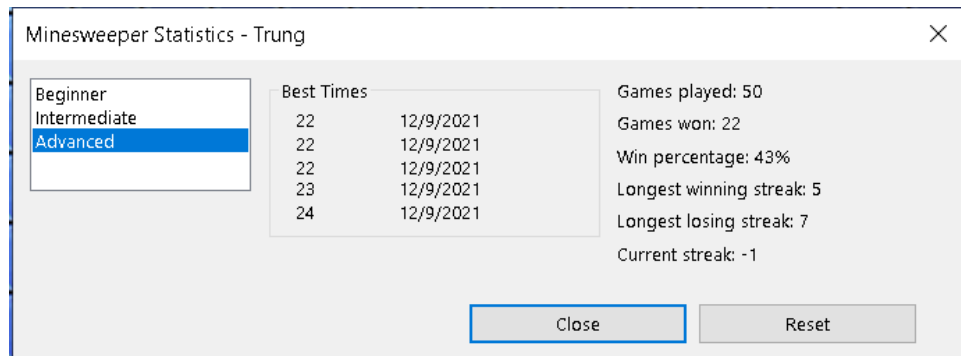 Minesweeper Statistics - Trung
Beginner
Intermediate
Advanced
Best Times
22 12/9/2021
22 12/9/2021
22 12/9/2021
23 12/9/2021
24 12/9/2021
Games played: 50
Games won: 22
Win percentage: 43%
Longest winning streak: 5
Longest losing streak: 7
Current streak: -1
Close
Reset